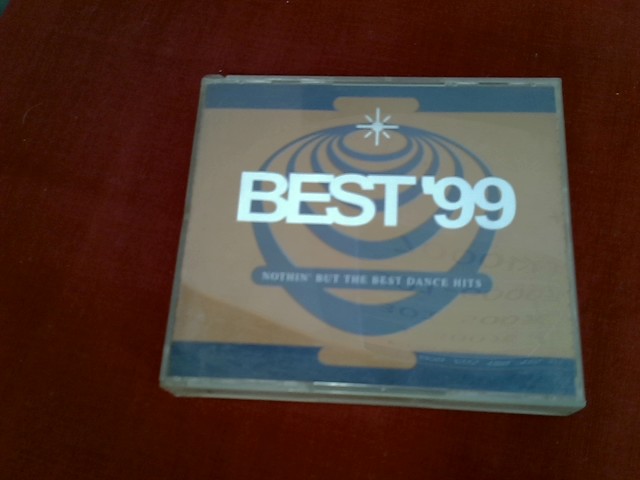 BEST '99
NOTHIN' BUT THE BEST DANCE HITS